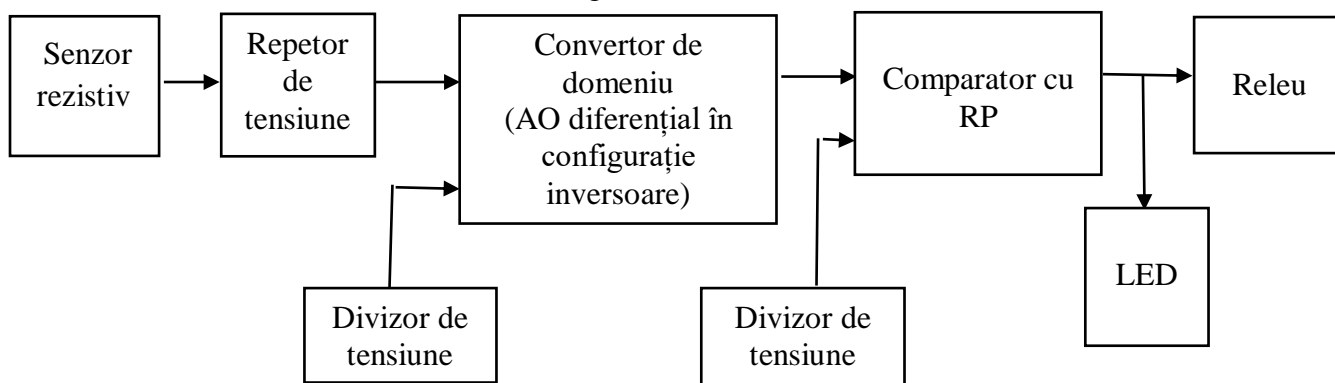 Senzor
rezistiv
Repetor
de
tensiune
Convertor de
domeniu
(AO diferențial în
configurație
inversoare)
Comparator cu
RP
Releu
LED
Divizor de
tensiune
Divizor de
tensiune